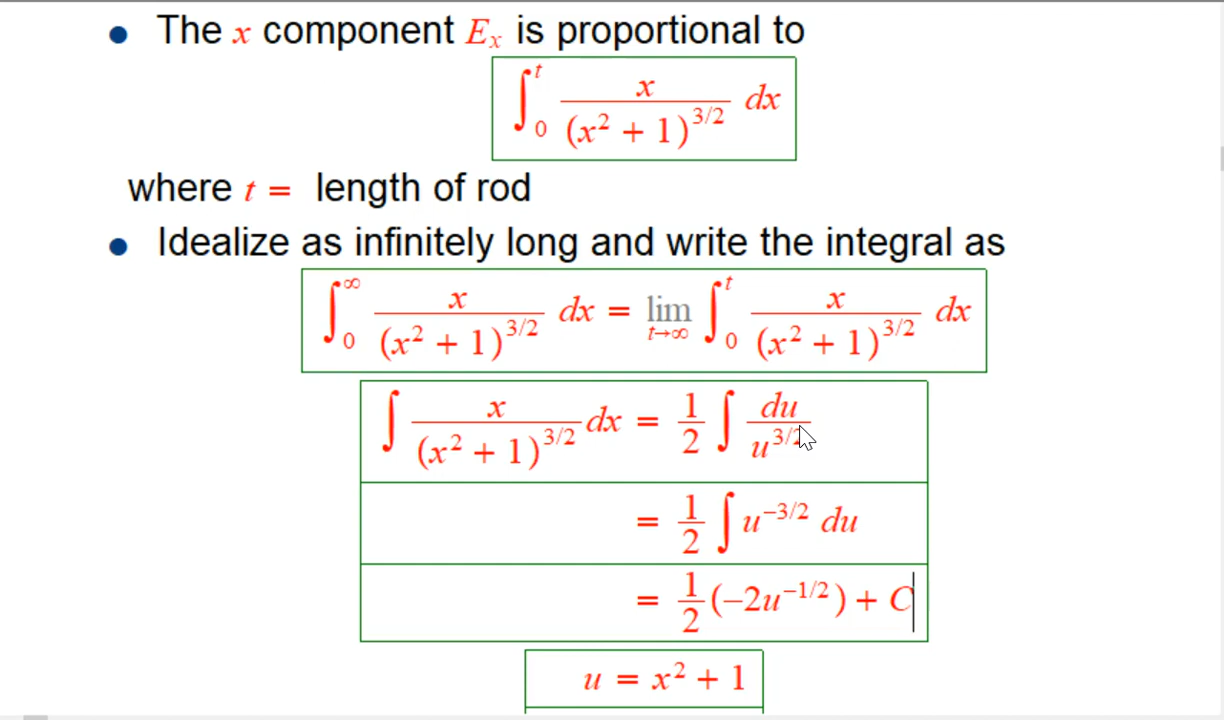 • The x component Eₓ is proportional to
∫₀ᵗ x/(x² + 1)^(3/2) dx
where t = length of rod
• Idealize as infinitely long and write the integral as
∫₀^∞ x/(x² + 1)^(3/2) dx = lim_(t→∞) ∫₀ᵗ x/(x² + 1)^(3/2) dx
∫ x/(x² + 1)^(3/2) dx = 1/2 ∫ du/u^(3/2)
= 1/2 ∫ u^(−3/2) du
= 1/2 (−2u^(−1/2)) + C
u = x² + 1